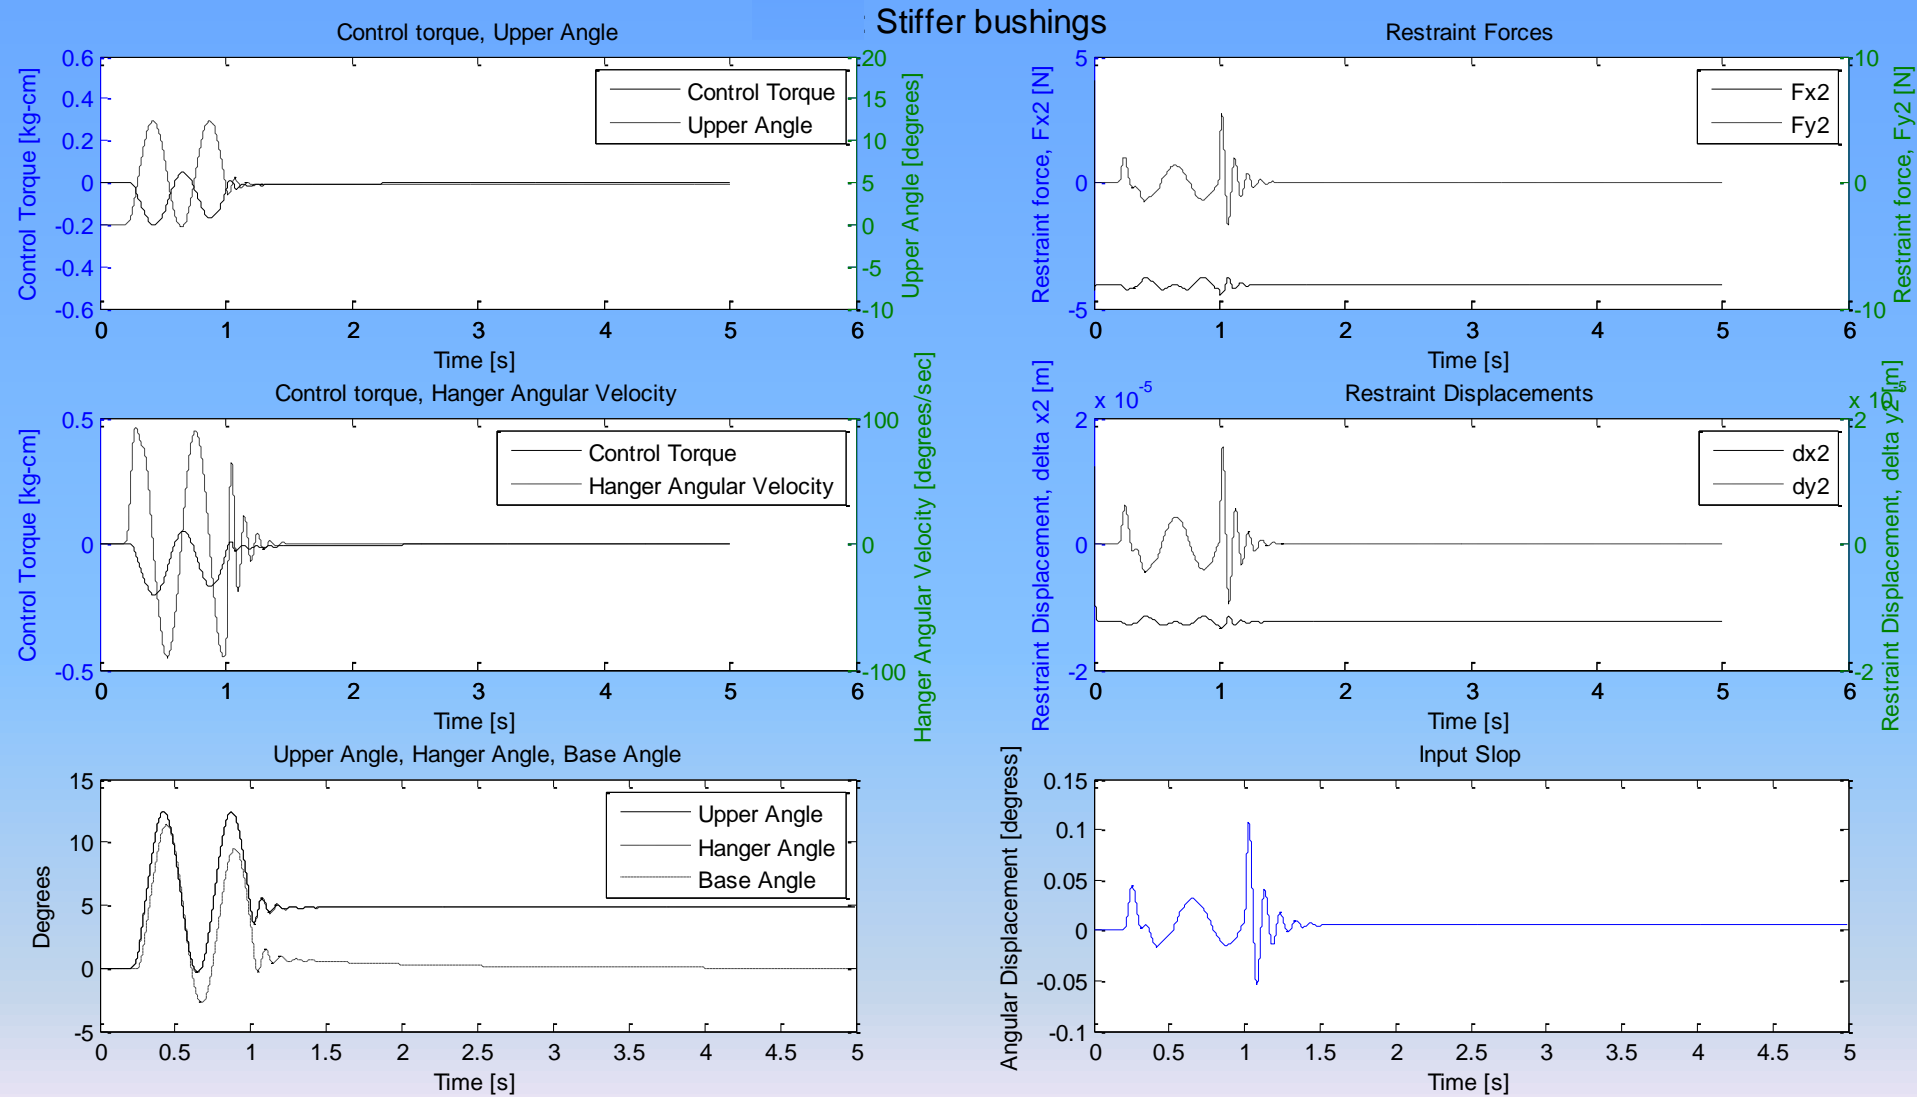 : Stiffer bushings
Control torque, Upper Angle
0.6
0.4
0.2
0
-0.2
-0.4
-0.6
Control Torque [kg-cm]
20
15
10
5
0
-5
-10
Upper Angle [degrees]
Control Torque
Upper Angle
0 1 2 3 4 5 6
Time [s]
Restraint Forces
5
0
-5
Restraint force, Fx2 [N]
10
0
-10
Restraint force, Fy2 [N]
Fx2
Fy2
0 1 2 3 4 5 6
Time [s]
Control torque, Hanger Angular Velocity
0.5
0
-0.5
Control Torque [kg-cm]
100
0
-100
Hanger Angular Velocity [degrees/sec]
Control Torque
Hanger Angular Velocity
0 1 2 3 4 5 6
Time [s]
Restraint Displacements
x 10^-5
x 10^-5
2
0
-2
Restraint Displacement, delta x2 [m]
2
0
-2
Restraint Displacement, delta y2 [m]
dx2
dy2
0 1 2 3 4 5 6
Time [s]
Upper Angle, Hanger Angle, Base Angle
15
10
5
0
-5
Degrees
Upper Angle
Hanger Angle
Base Angle
0 0.5 1 1.5 2 2.5 3 3.5 4 4.5 5
Time [s]
Input Slop
0.15
0.1
0.05
0
-0.05
-0.1
Angular Displacement [degress]
0 0.5 1 1.5 2 2.5 3 3.5 4 4.5 5
Time [s]